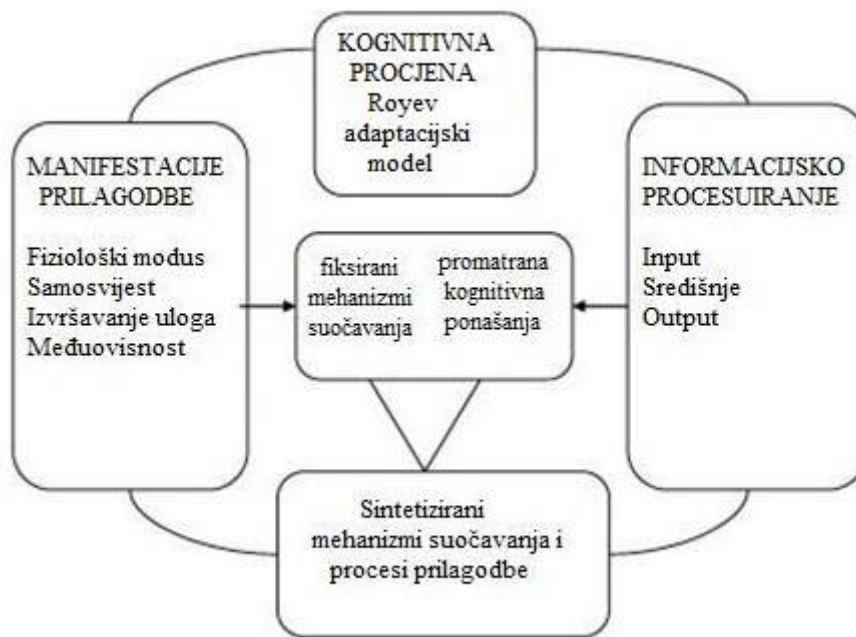 KOGNITIVNA
PROCJENA
Royev
adaptacijski
model
MANIFESTACIJE
PRILAGODBE
Fiziološki modus
Samosvijest
Izvršavanje uloga
Međuovisnost
fiksirani
mehanizmi
suočavanja
promatrana
kognitivna
ponašanja
INFORMACIJSKO
PROCESUIRANJE
Input
Središnje
Output
Sintetizirani
mehanizmi suočavanja i
procesi prilagodbe